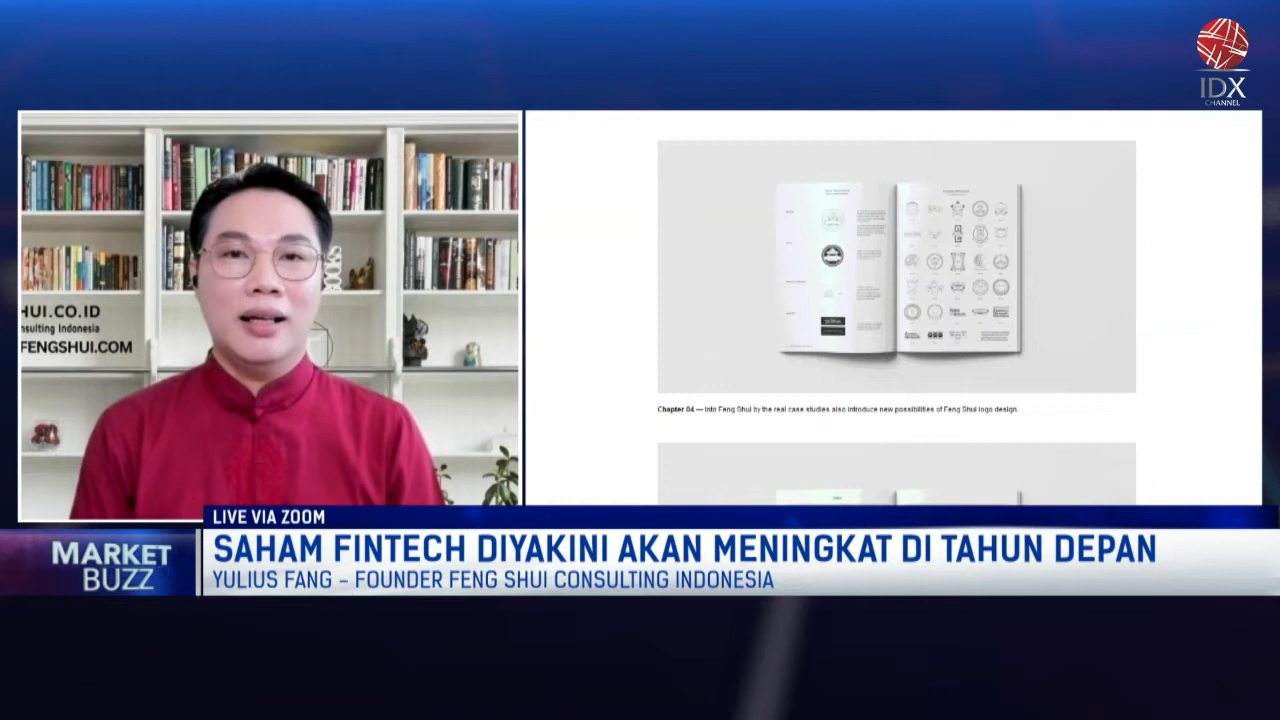 IDX
CHANNEL
HUI.CO.ID
nsulting Indonesia
FENGSHUI.COM
Chapter 04 — Into Feng Shui by the real case studies also introduce new possibilities of Feng Shui logo design.
LIVE VIA ZOOM
MARKET
BUZZ
SAHAM FINTECH DIYAKINI AKAN MENINGKAT DI TAHUN DEPAN
YULIUS FANG – FOUNDER FENG SHUI CONSULTING INDONESIA